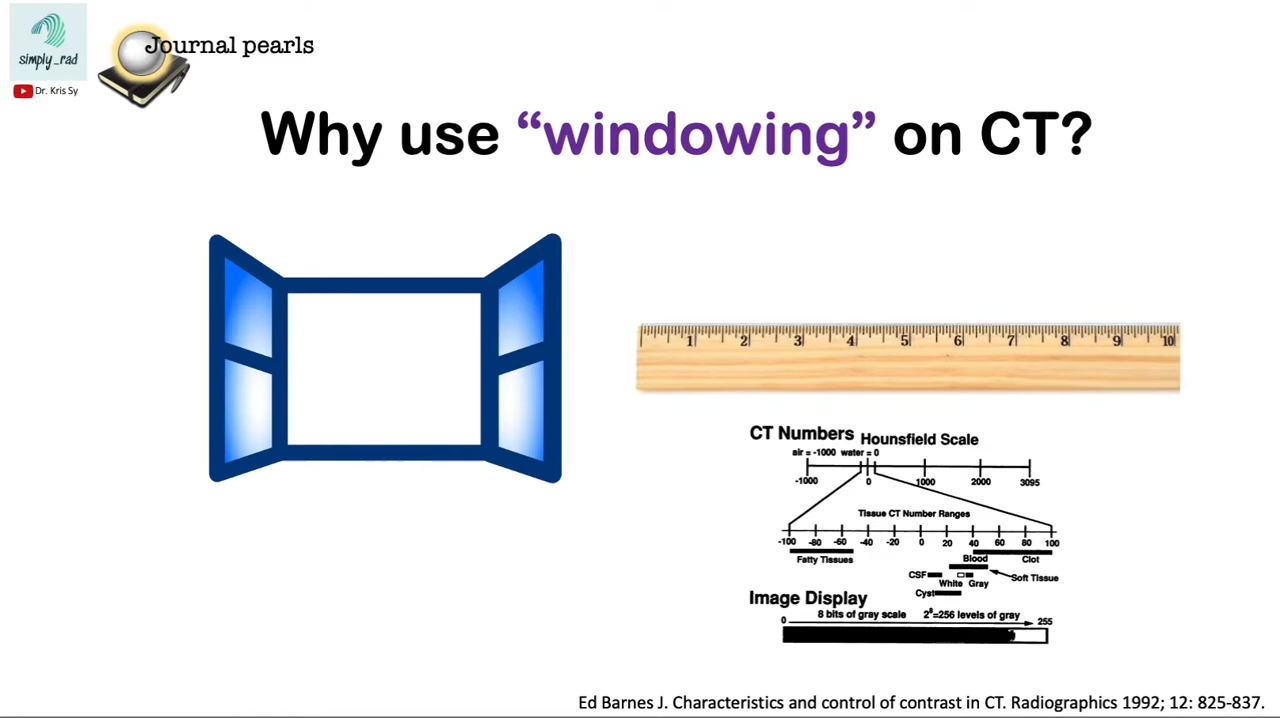 simply_rad
Dr. Kris Sy
Journal pearls
Why use “windowing” on CT?
1 2 3 4 5 6 7 8 9 10
CT Numbers Hounsfield Scale
air = -1000 water = 0
-1000 0 1000 2000 3095
Tissue CT Number Ranges
-100 -80 -60 -40 -20 0 20 40 60 80 100
Fatty Tissues Blood Clot
CSF Soft Tissue
White Gray
Cyst
Image Display
8 bits of gray scale 2⁸=256 levels of gray
0 255
Ed Barnes J. Characteristics and control of contrast in CT. Radiographics 1992; 12: 825-837.